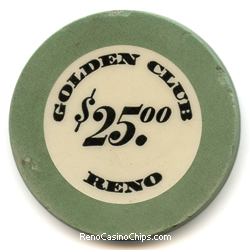 GOLDEN CLUB
$25.00
RENO
RenoCasinoChips.com